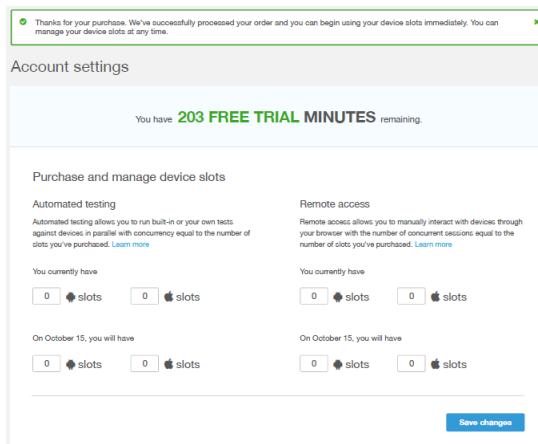 Thanks for your purchase. We've successfully processed your order and you can begin using your device slots immediately. You can
manage your device slots at any time.
Account settings
You have 203 FREE TRIAL MINUTES remaining.
Purchase and manage device slots
Automated testing
Automated testing allows you to run built-in or your own tests
against devices in parallel with concurrency equal to the number of
slots you've purchased. Learn more
You currently have
0 slots 0 slots
On October 15, you will have
0 slots 0 slots
Remote access
Remote access allows you to manually interact with devices through
your browser with the number of concurrent sessions equal to the
number of slots you've purchased. Learn more
You currently have
0 slots 0 slots
On October 15, you will have
0 slots 0 slots
Save changes